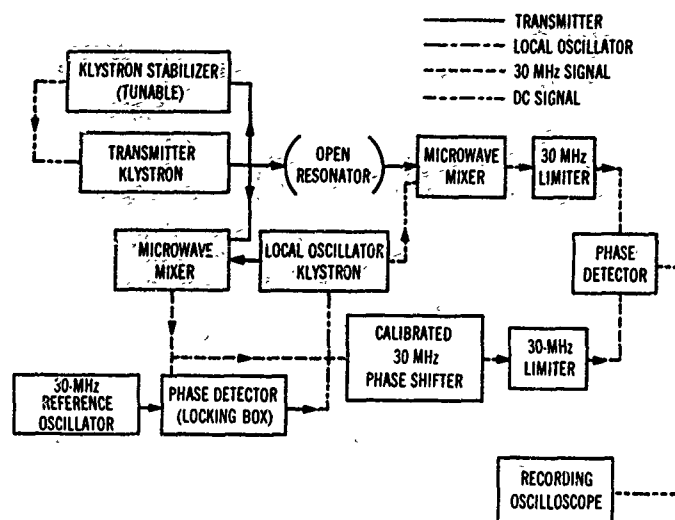 TRANSMITTER
LOCAL OSCILLATOR
30 MHz SIGNAL
DC SIGNAL
KLYSTRON STABILIZER
(TUNABLE)
TRANSMITTER
KLYSTRON
OPEN
RESONATOR
MICROWAVE
MIXER
30 MHz
LIMITER
MICROWAVE
MIXER
LOCAL OSCILLATOR
KLYSTRON
PHASE
DETECTOR
CALIBRATED
30 MHz
PHASE SHIFTER
30-MHz
LIMITER
30-MHz
REFERENCE
OSCILLATOR
PHASE DETECTOR
(LOCKING BOX)
RECORDING
OSCILLOSCOPE